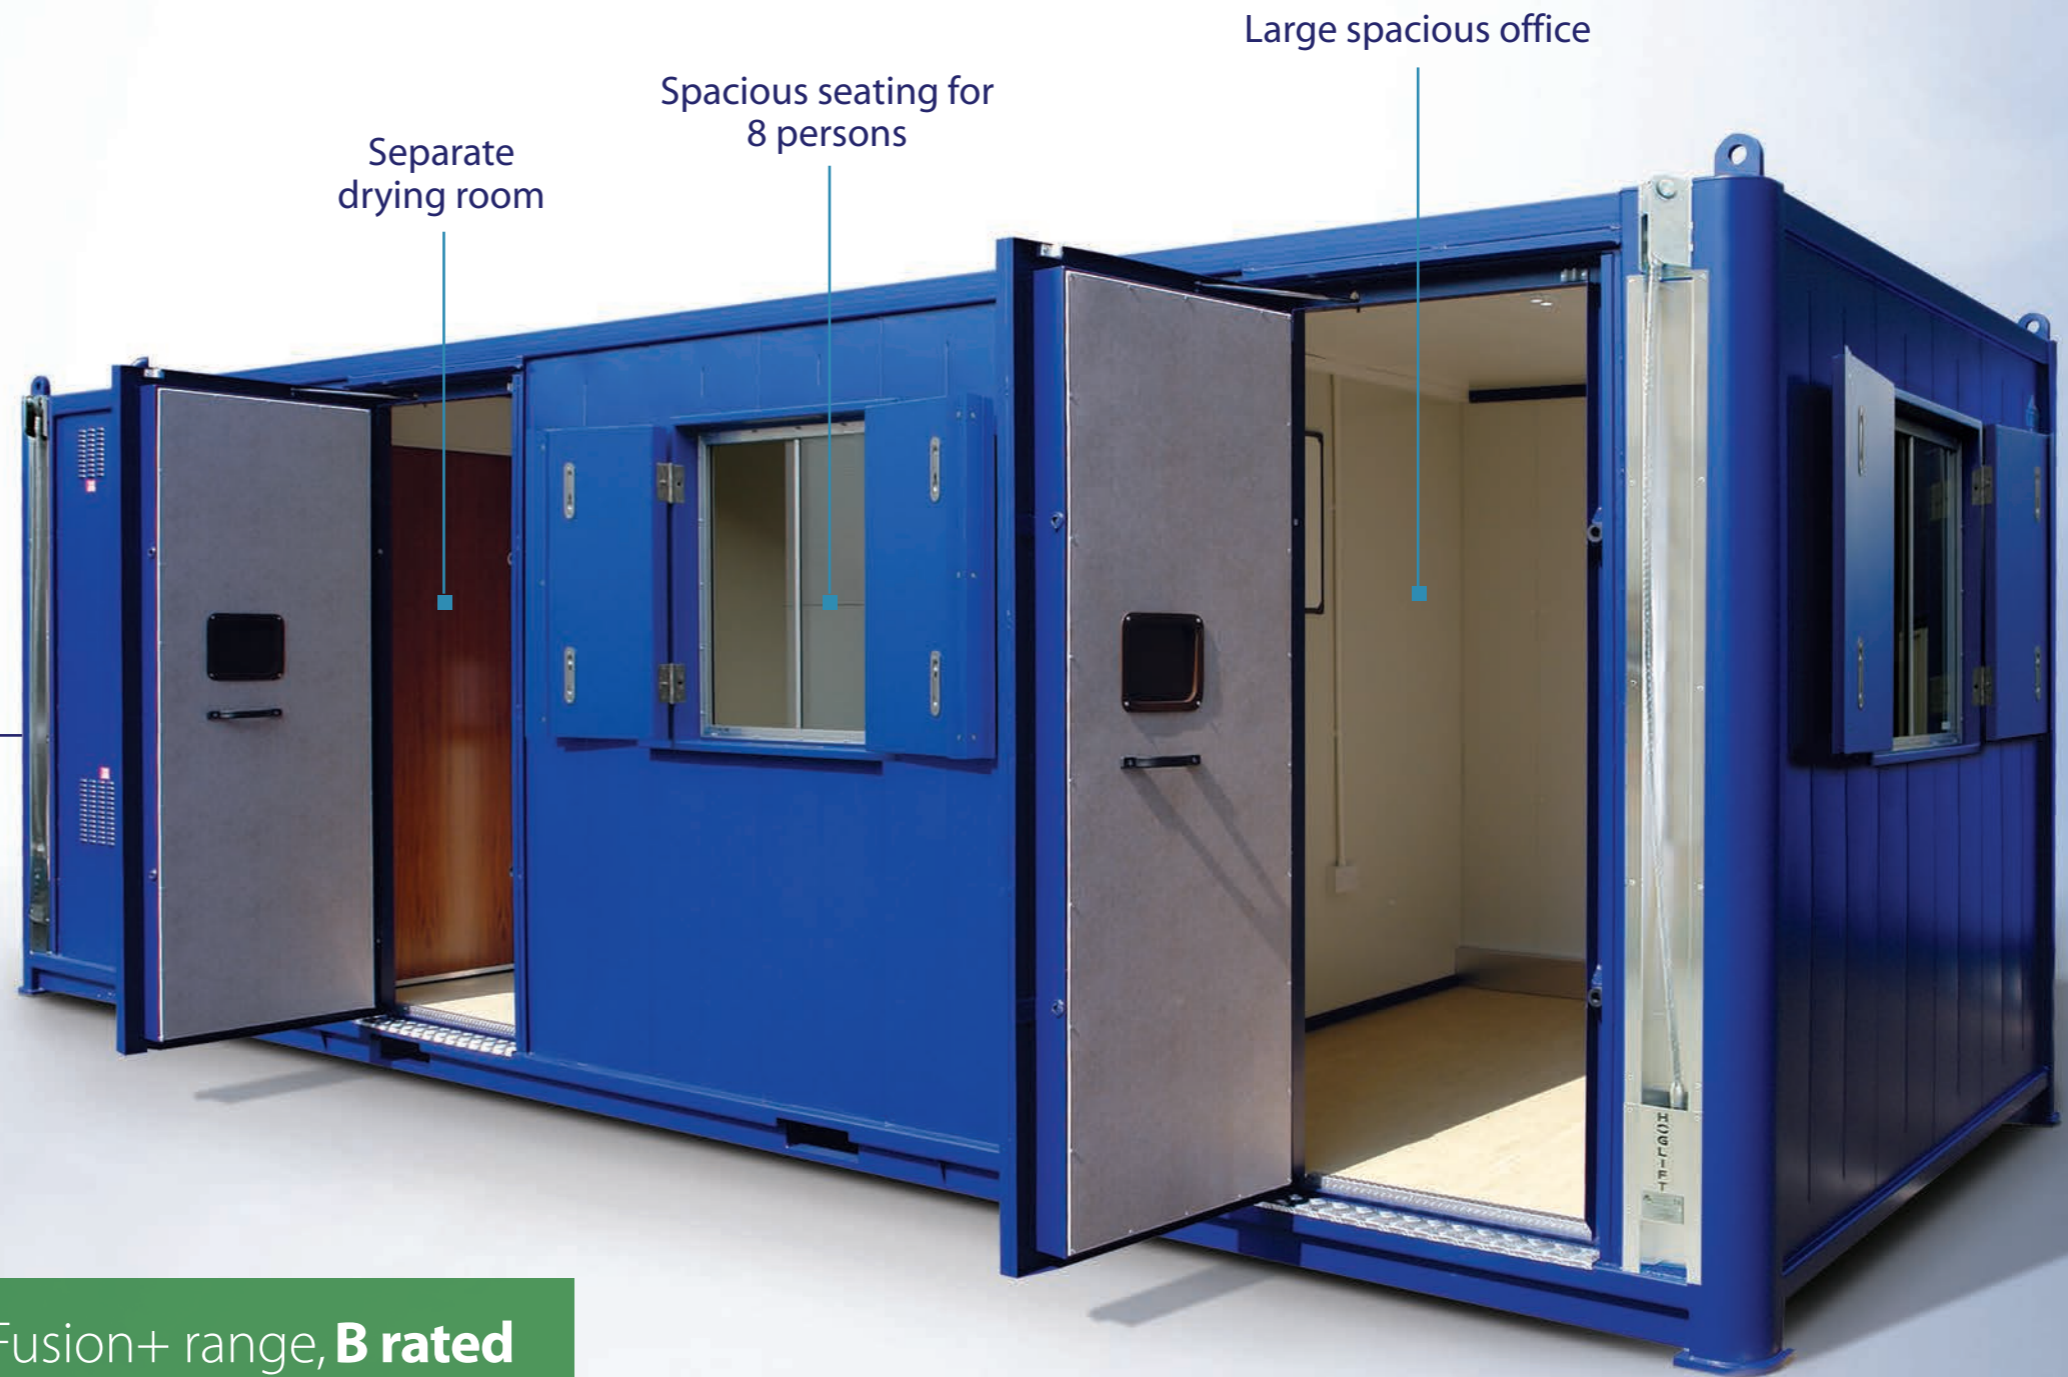 Large spacious office
Spacious seating for
8 persons
Separate
drying room
HOGLIFT
Fusion+ range, B rated